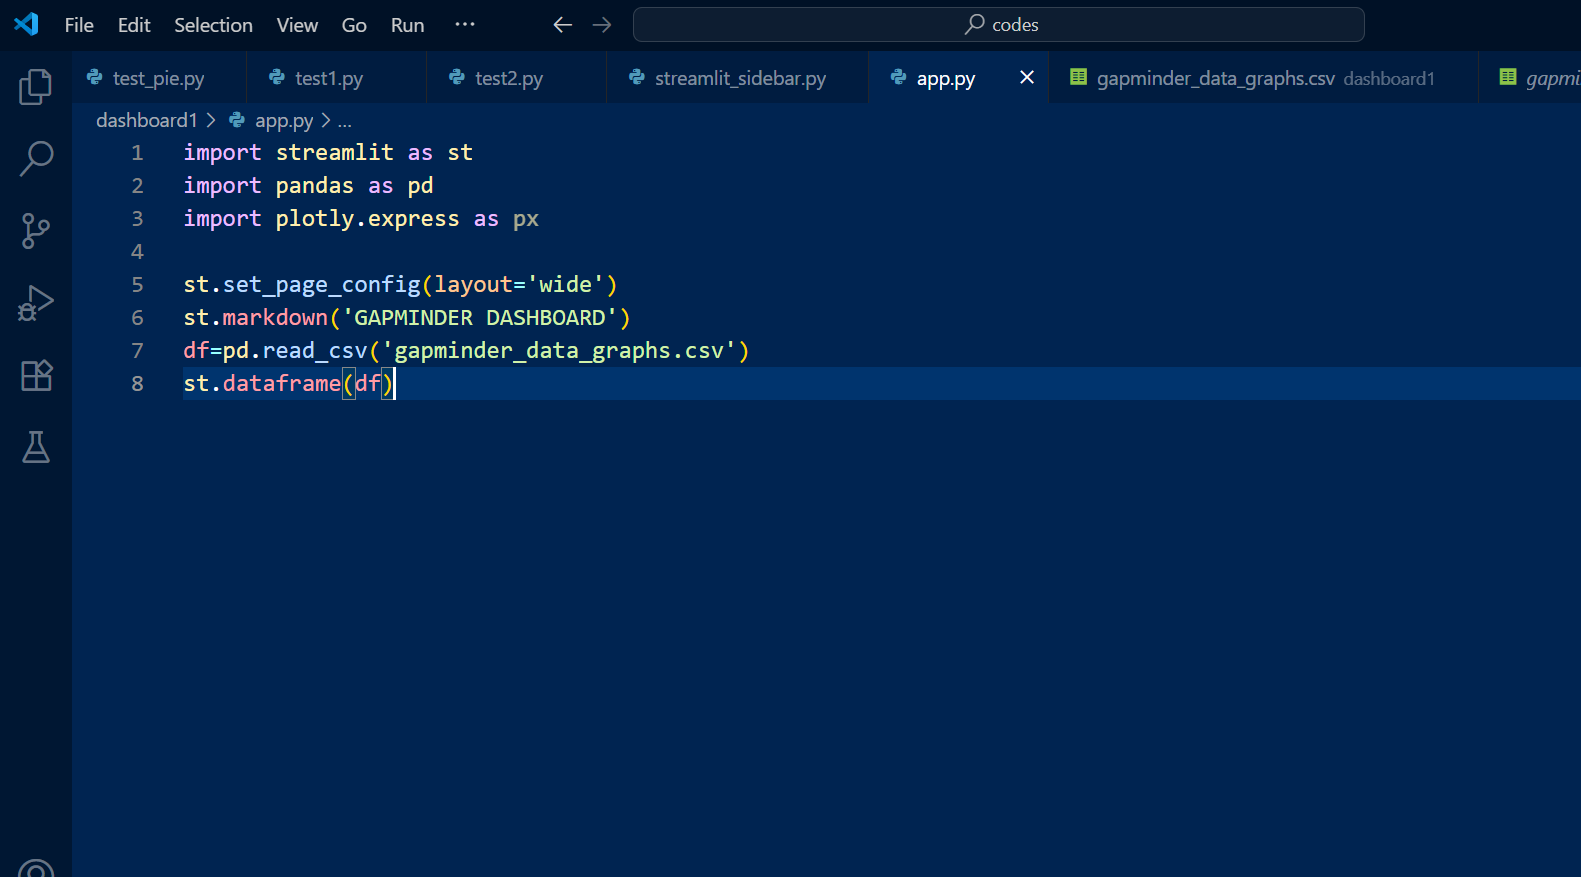 File Edit Selection View Go Run ··· codes
test_pie.py test1.py test2.py streamlit_sidebar.py app.py gapminder_data_graphs.csv dashboard1
dashboard1 > app.py > ...
1 import streamlit as st
2 import pandas as pd
3 import plotly.express as px
4
5 st.set_page_config(layout='wide')
6 st.markdown('GAPMINDER DASHBOARD')
7 df=pd.read_csv('gapminder_data_graphs.csv')
8 st.dataframe(df)